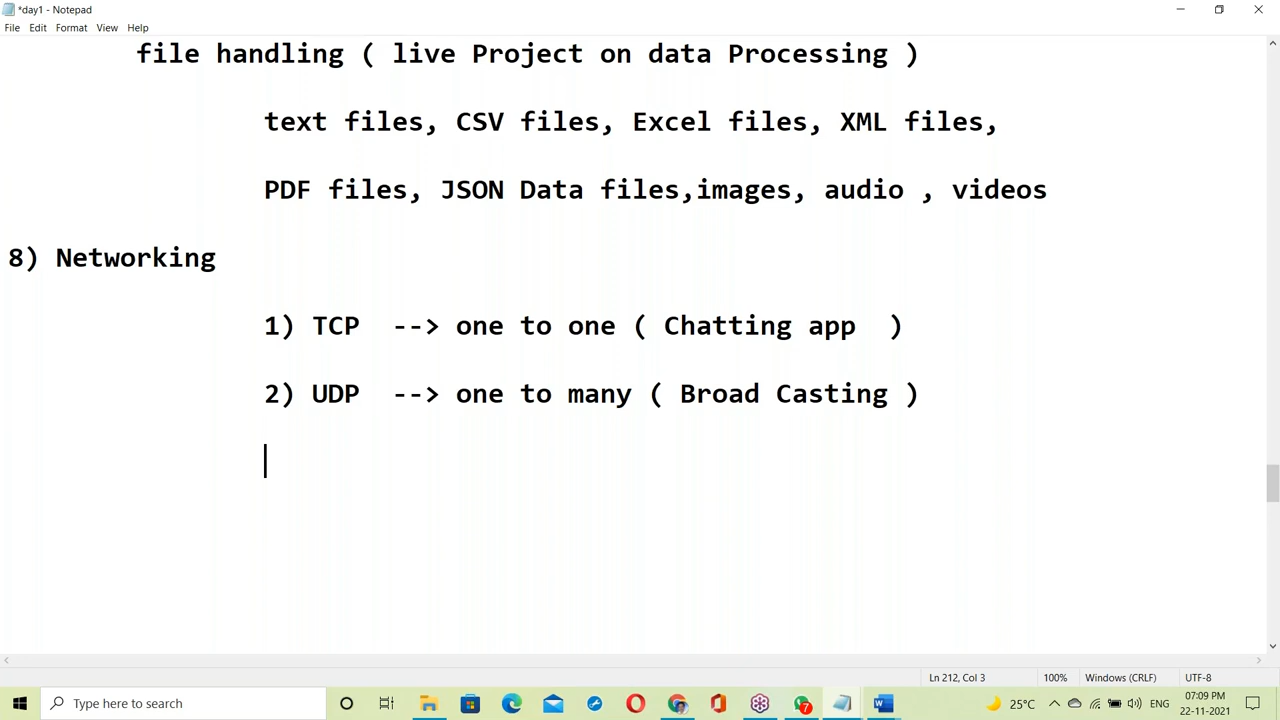 *day1 - Notepad
File Edit Format View Help
file handling ( live Project on data Processing )
text files, CSV files, Excel files, XML files,
PDF files, JSON Data files,images, audio , videos
8) Networking
1) TCP --> one to one ( Chatting app )
2) UDP --> one to many ( Broad Casting )
Ln 212, Col 3 100% Windows (CRLF) UTF-8
Type here to search 7 25°C ENG 07:09 PM
22-11-2021